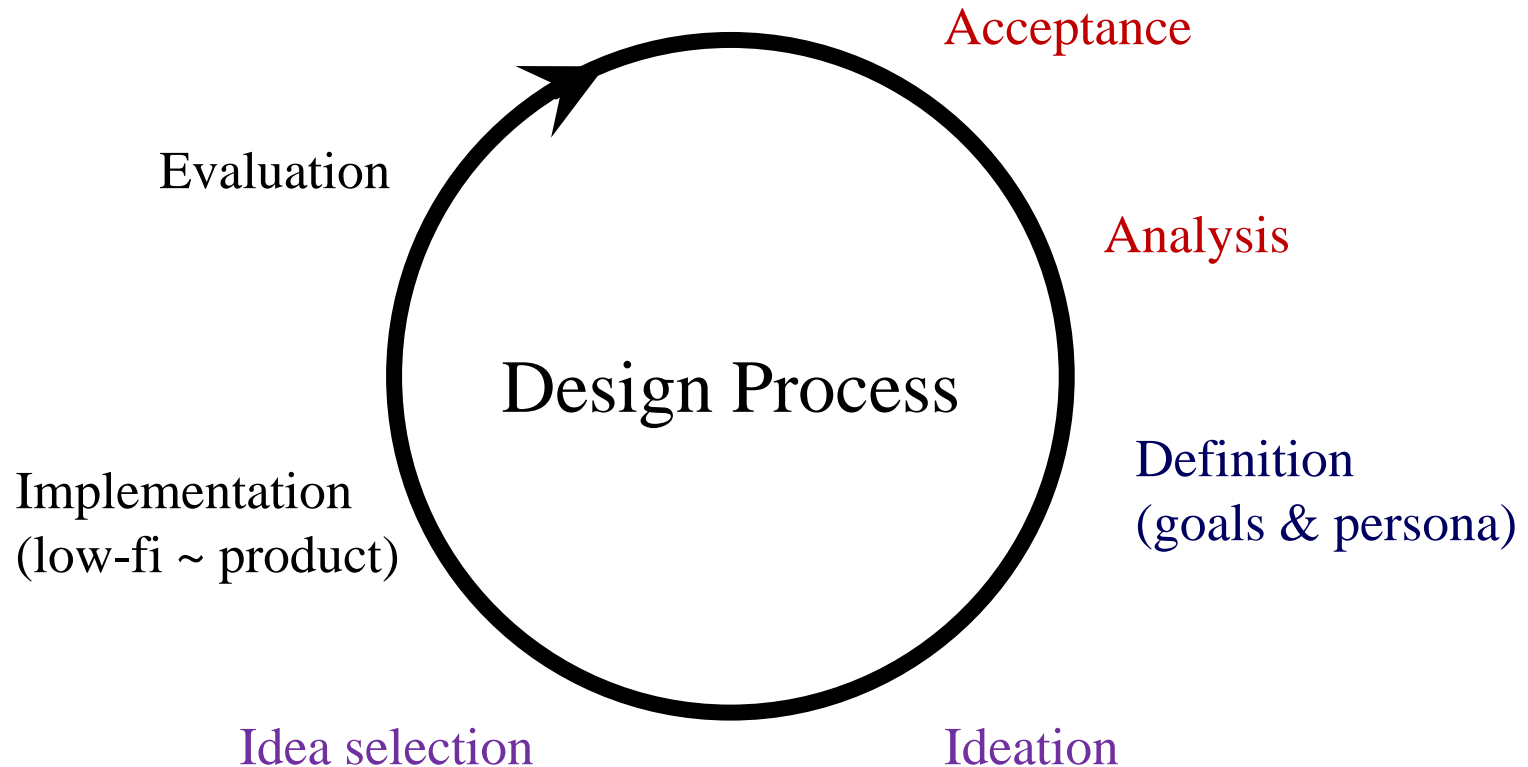 Acceptance
Evaluation
Analysis
Design Process
Definition
(goals & persona)
Implementation
(low-fi ~ product)
Idea selection
Ideation